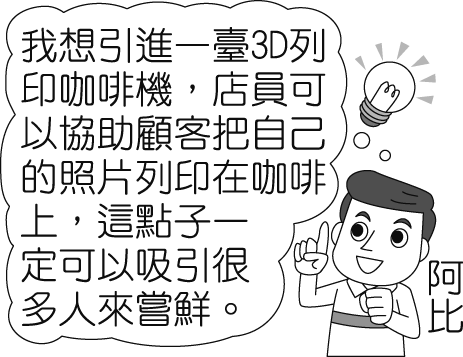 我想引進一臺3D列
印咖啡機，店員可
以協助顧客把自己
的照片列印在咖啡
上，這點子一
定可以吸引很
多人來嘗鮮。
阿比